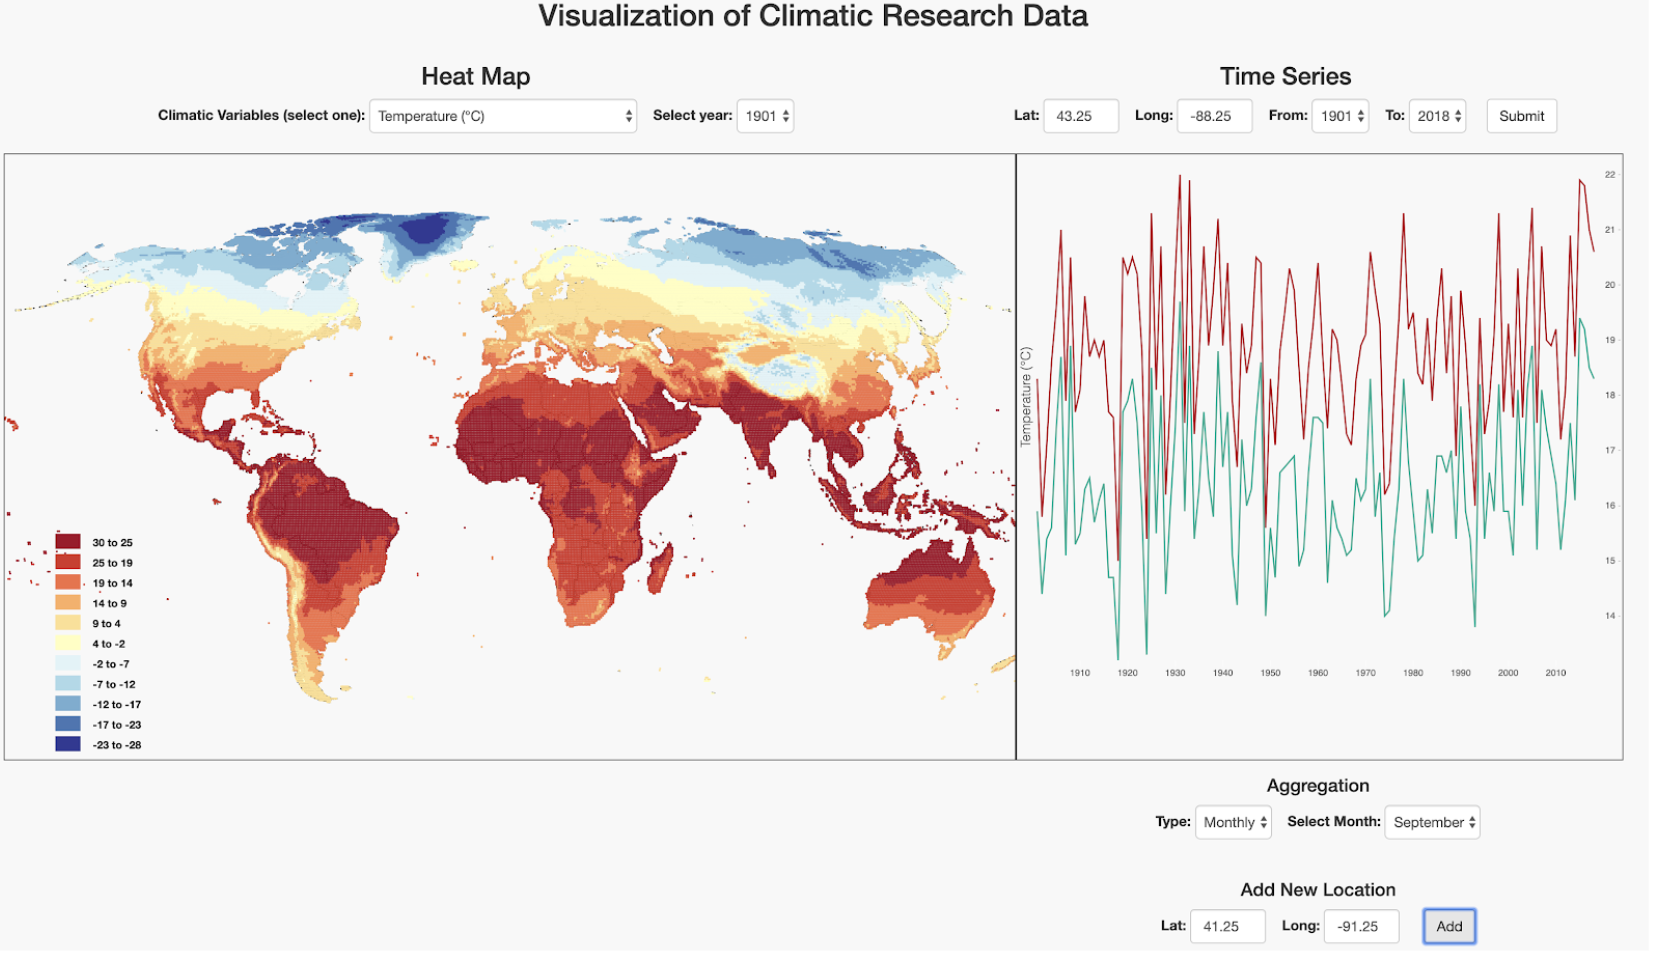 Visualization of Climatic Research Data
Heat Map
Climatic Variables (select one): Temperature (°C) Select year: 1901
Time Series
Lat: 43.25 Long: -88.25 From: 1901 To: 2018 Submit
30 to 25
25 to 19
19 to 14
14 to 9
9 to 4
4 to -2
-2 to -7
-7 to -12
-12 to -17
-17 to -23
-23 to -28
Temperature (°C)
22
21
20
19
18
17
16
15
14
1910 1920 1930 1940 1950 1960 1970 1980 1990 2000 2010
Aggregation
Type: Monthly Select Month: September
Add New Location
Lat: 41.25 Long: -91.25 Add